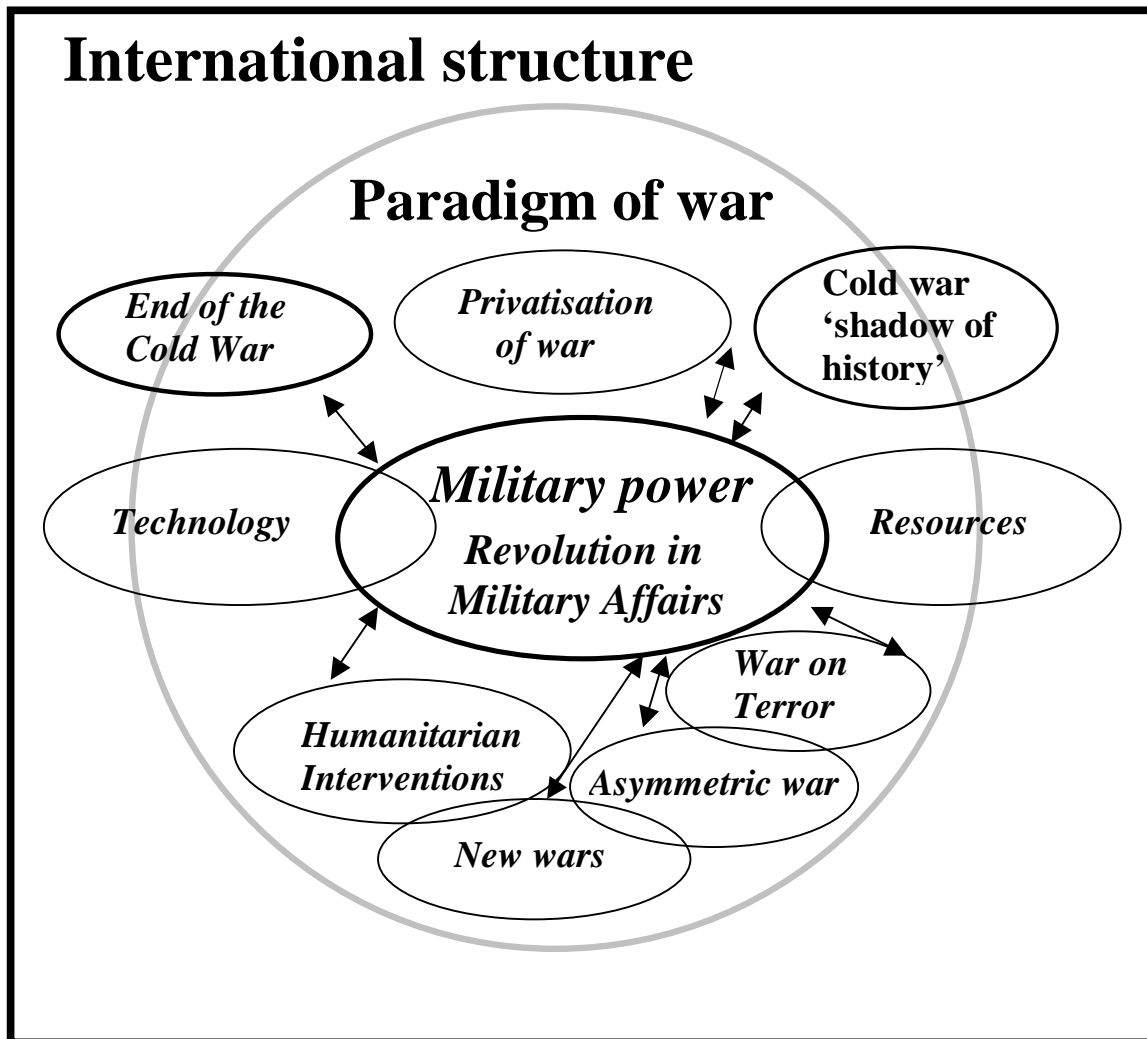 International structure
Paradigm of war
End of the
Cold War
Privatisation
of war
Cold war
‘shadow of
history’
Technology
Military power
Revolution in
Military Affairs
Resources
War on
Terror
Humanitarian
Interventions
Asymmetric war
New wars